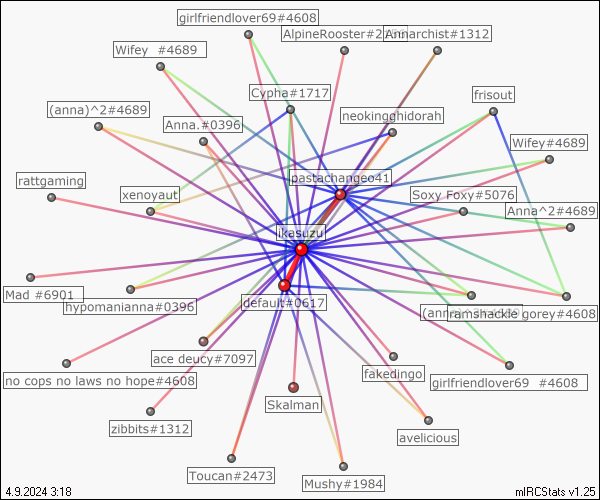 girlfriendlover69#4608
AlpineRooster#2
Annarchist#1312
Wifey  #4689
Cypha#1717
frisout
(anna)^2#4689
Anna.#0396
neokingghidorah
Wifey#4689
rattgaming
xenoyaut
pastachangeo41
Soxy Foxy#5076
Anna^2#4689
ikasuzu
Mad #6901
hypomanianna#0396
default#0617
gorey#4608
ace deucy#7097
no cops no laws no hope#4608
fakedingo
girlfriendlover69  #4608
Skalman
zibbits#1312
avelicious
Toucan#2473
Mushy#1984
4.9.2024 3:18
mIRCStats v1.25